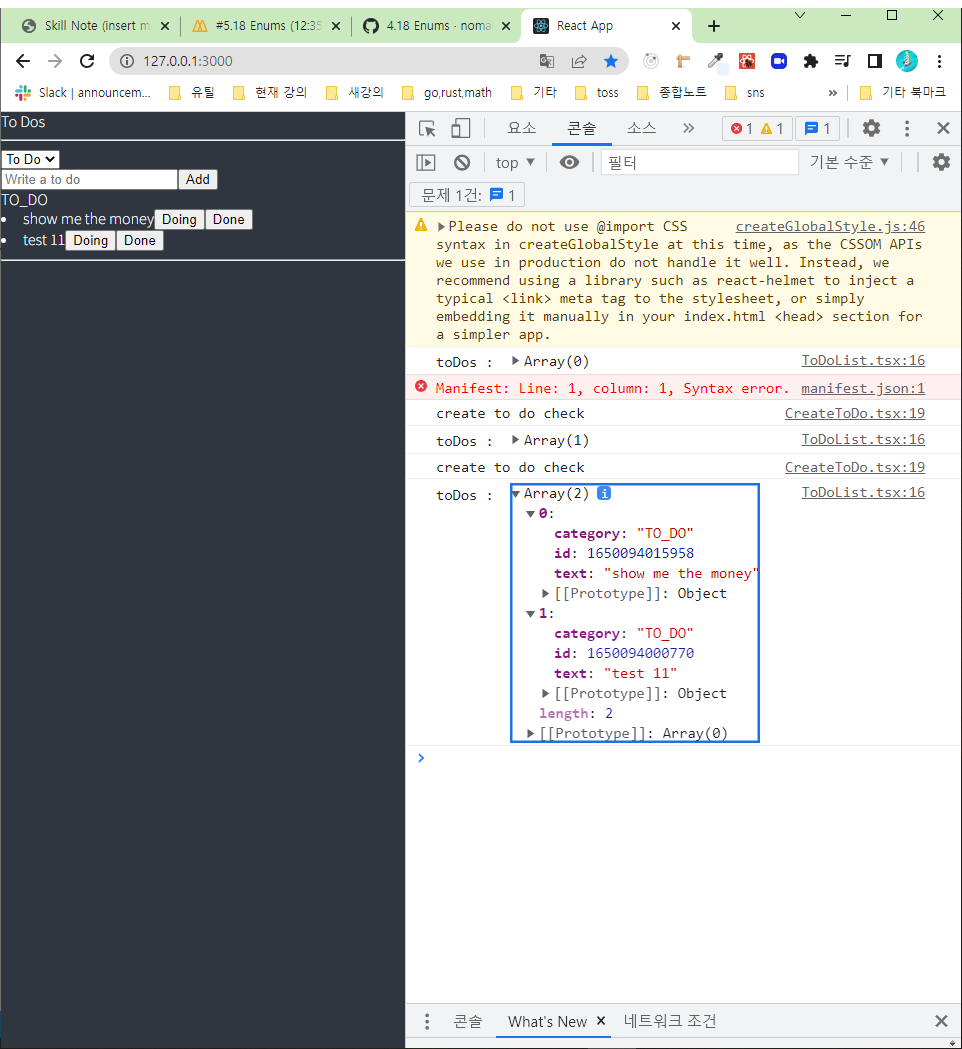 Skill Note (insert m
#5.18 Enums (12:35
4.18 Enums · noma
React App
127.0.0.1:3000
Slack | announcem...
유틸
현재 강의
새강의
go,rust,math
기타
toss
종합노트
sns
»
기타 북마크
To Dos
To Do
Write a to do
Add
TO_DO
show me the money Doing Done
test 11 Doing Done
요소
콘솔
소스
»
1
1
1
top
필터
기본 수준
문제 1건: 1
Please do not use @import CSS createGlobalStyle.js:46
syntax in createGlobalStyle at this time, as the CSSOM APIs
we use in production do not handle it well. Instead, we
recommend using a library such as react-helmet to inject a
typical <link> meta tag to the stylesheet, or simply
embedding it manually in your index.html <head> section for
a simpler app.
toDos : Array(0) ToDoList.tsx:16
Manifest: Line: 1, column: 1, Syntax error. manifest.json:1
create to do check CreateToDo.tsx:19
toDos : Array(1) ToDoList.tsx:16
create to do check CreateToDo.tsx:19
toDos : Array(2) ToDoList.tsx:16
0:
category: "TO_DO"
id: 1650094015958
text: "show me the money"
[[Prototype]]: Object
1:
category: "TO_DO"
id: 1650094000770
text: "test 11"
[[Prototype]]: Object
length: 2
[[Prototype]]: Array(0)
콘솔
What's New
네트워크 조건